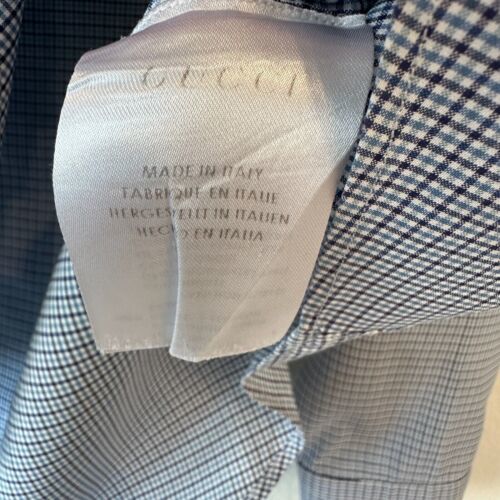 GUCCI
MADE IN ITALY
FABRIQUE EN ITALIE
HERGESTELLT IN ITALIEN
HECHO EN ITALIA